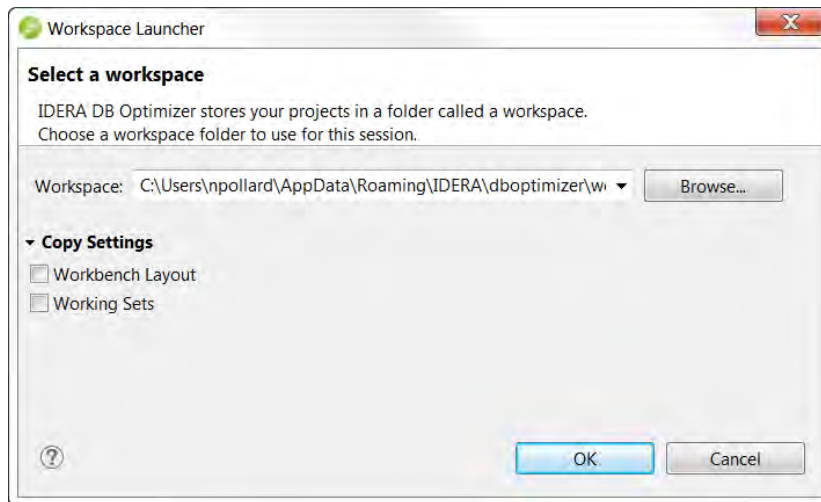 Workspace Launcher
Select a workspace
IDERA DB Optimizer stores your projects in a folder called a workspace.
Choose a workspace folder to use for this session.
Workspace: C:\Users\npollard\AppData\Roaming\IDERA\dboptimizer\w Browse...
Copy Settings
Workbench Layout
Working Sets
? OK Cancel